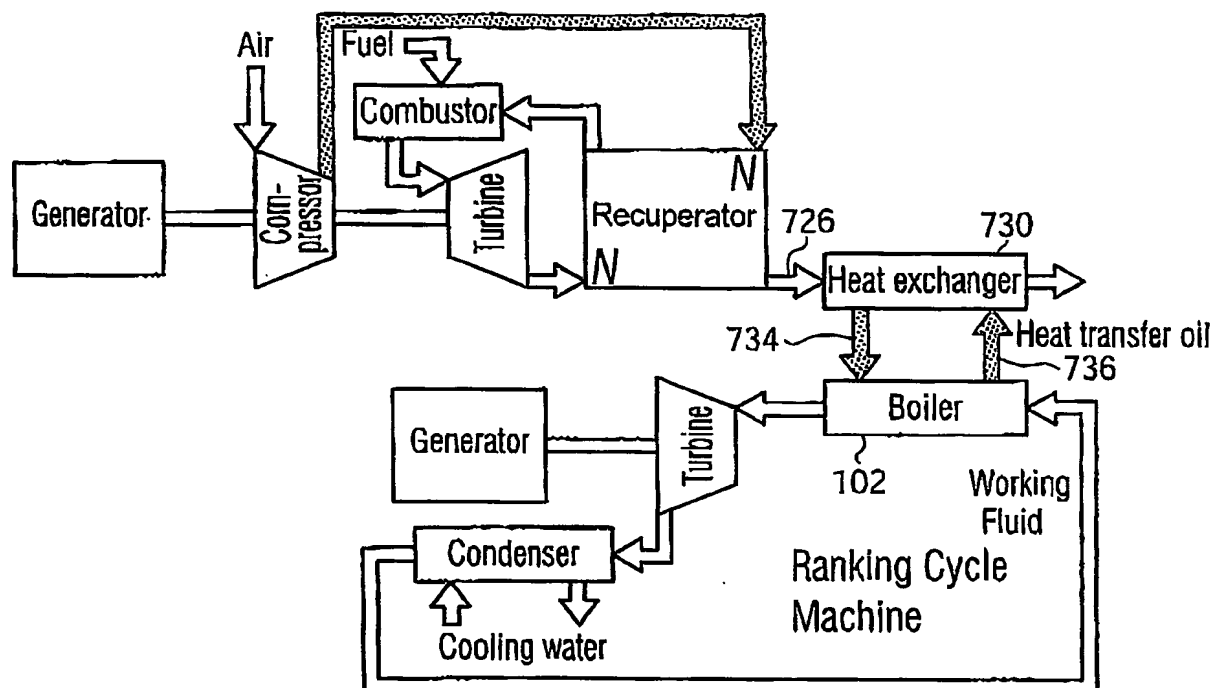 Air
Fuel
Combustor
Generator
Com-
pressor
Turbine
N
Recuperator
N
726
730
Heat exchanger
734
Heat transfer oil
736
Boiler
102
Generator
Turbine
Working
Fluid
Condenser
Cooling water
Ranking Cycle
Machine